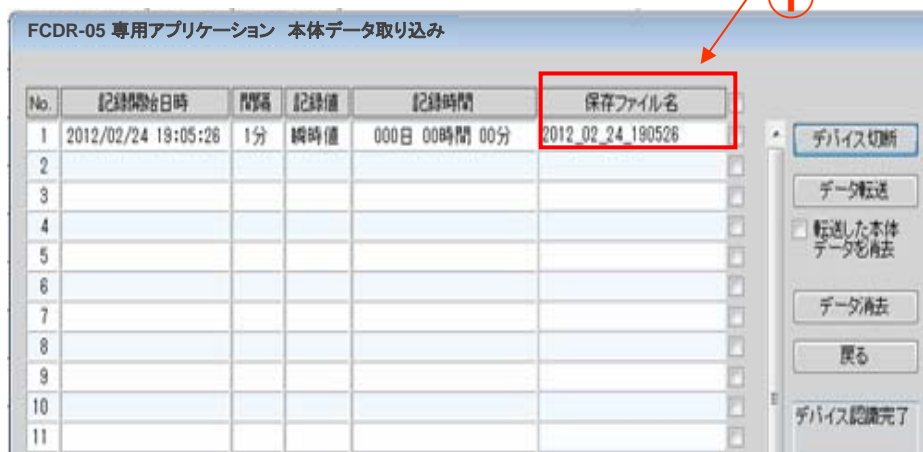 ①
FCDR-05 専用アプリケーション 本体データ取り込み
No. 記録開始日時 間隔 記録値 記録時間 保存ファイル名
1 2012/02/24 19:05:26 1分 瞬時値 000日 00時間 00分 2012_02_24_190526
デバイス切断
2
3 データ転送
4 転送した本体
5 データを消去
6
7 データ消去
8 戻る
9
10 デバイス認識完了
11